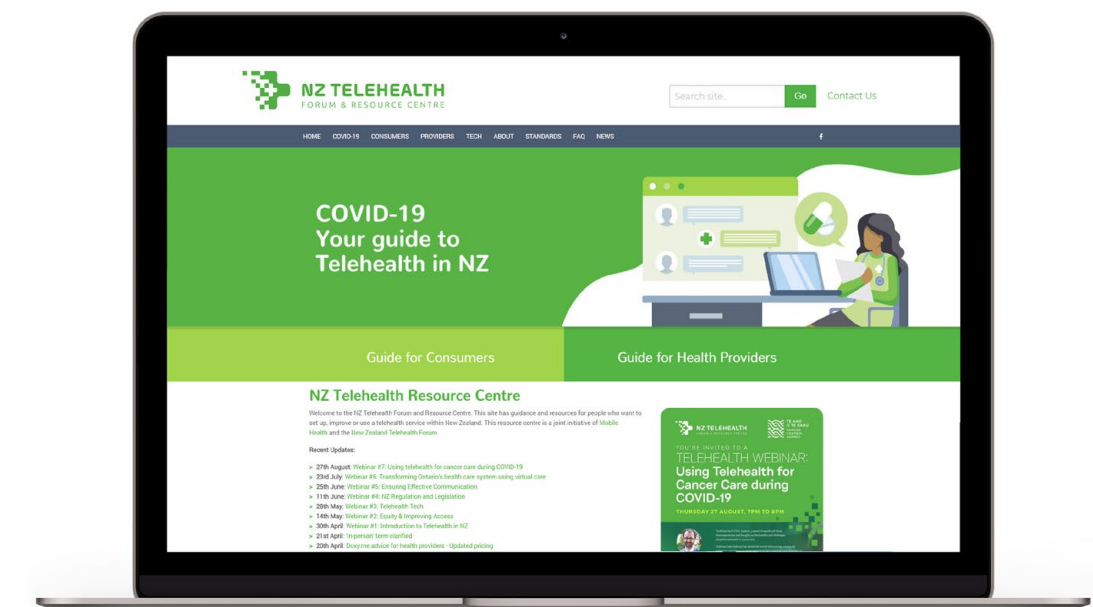 NZ TELEHEALTH
FORUM & RESOURCE CENTRE
Search site..
Go
Contact Us
HOME COVID-19 CONSUMERS PROVIDERS TECH ABOUT STANDARDS FAQ NEWS
f
COVID-19
Your guide to
Telehealth in NZ
Guide for Consumers
Guide for Health Providers
NZ Telehealth Resource Centre
Welcome to the NZ Telehealth Forum and Resource Centre. This site has guidance and resources for people who want to
set up, improve or use a telehealth service within New Zealand. This resource centre is a joint initiative of Mobile
Health and the New Zealand Telehealth Forum.
Recent Updates:
➤ 27th August: Webinar #7: Using telehealth for cancer care during COVID-19
➤ 23rd July: Webinar #6: Transforming Ontario's health care system using virtual care
➤ 25th June: Webinar #5: Ensuring Effective Communication
➤ 11th June: Webinar #4: NZ Regulation and Legislation
➤ 28th May: Webinar #3: Telehealth Tech
➤ 14th May: Webinar #2: Equity & Improving Access
➤ 30th April: Webinar #1: Introduction to Telehealth in NZ
➤ 21st April: 'In-person' term clarified
➤ 20th April: Doxy.me advice for health providers - Updated pricing
NZ TELEHEALTH
FORUM & RESOURCE CENTRE
TE AHO
O TE KAHU
CANCER
CONTROL
AGENCY
YOU'RE INVITED TO A
TELEHEALTH WEBINAR:
Using Telehealth for
Cancer Care during
COVID-19
THURSDAY 27 AUGUST, 7PM TO 8PM